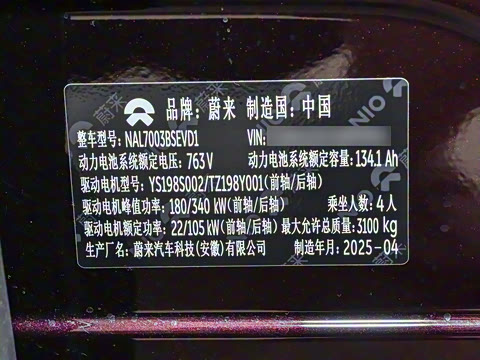 品牌：蔚来 制造国：中国
整车型号：NAL7003BSEVD1 VIN：
动力电池系统额定电压：763V 动力电池系统额定容量：134.1Ah
驱动电机型号：YS198S002/TZ198Y001(前轴/后轴)
驱动电机峰值功率：180/340 kW(前轴/后轴) 乘坐人数：4人
驱动电机额定功率：22/105 kW(前轴/后轴) 最大允许总质量：3100 kg
生产厂名：蔚来汽车科技(安徽)有限公司 制造年月：2025-04